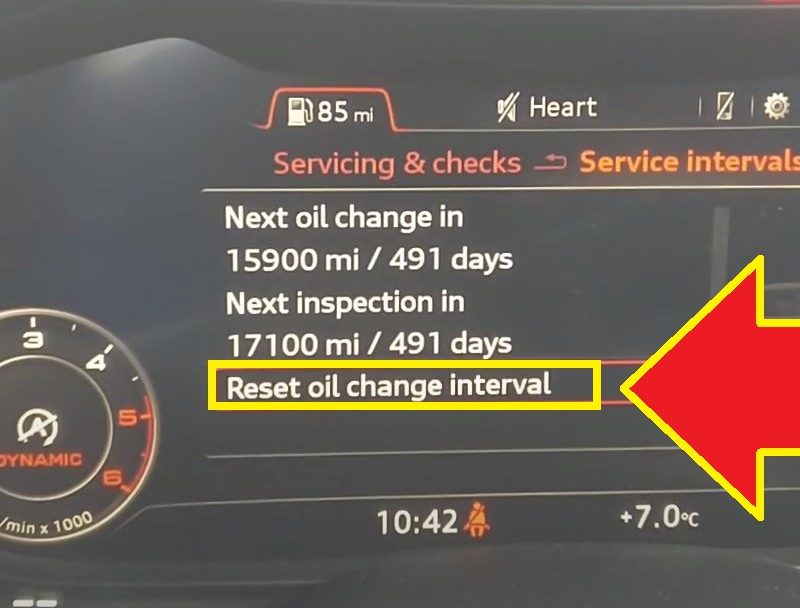 85 mi
Heart
Servicing & checks
Service intervals
Next oil change in
15900 mi / 491 days
Next inspection in
17100 mi / 491 days
Reset oil change interval
3
4
5
6
A
DYNAMIC
/min x 1000
10:42
+7.0°C